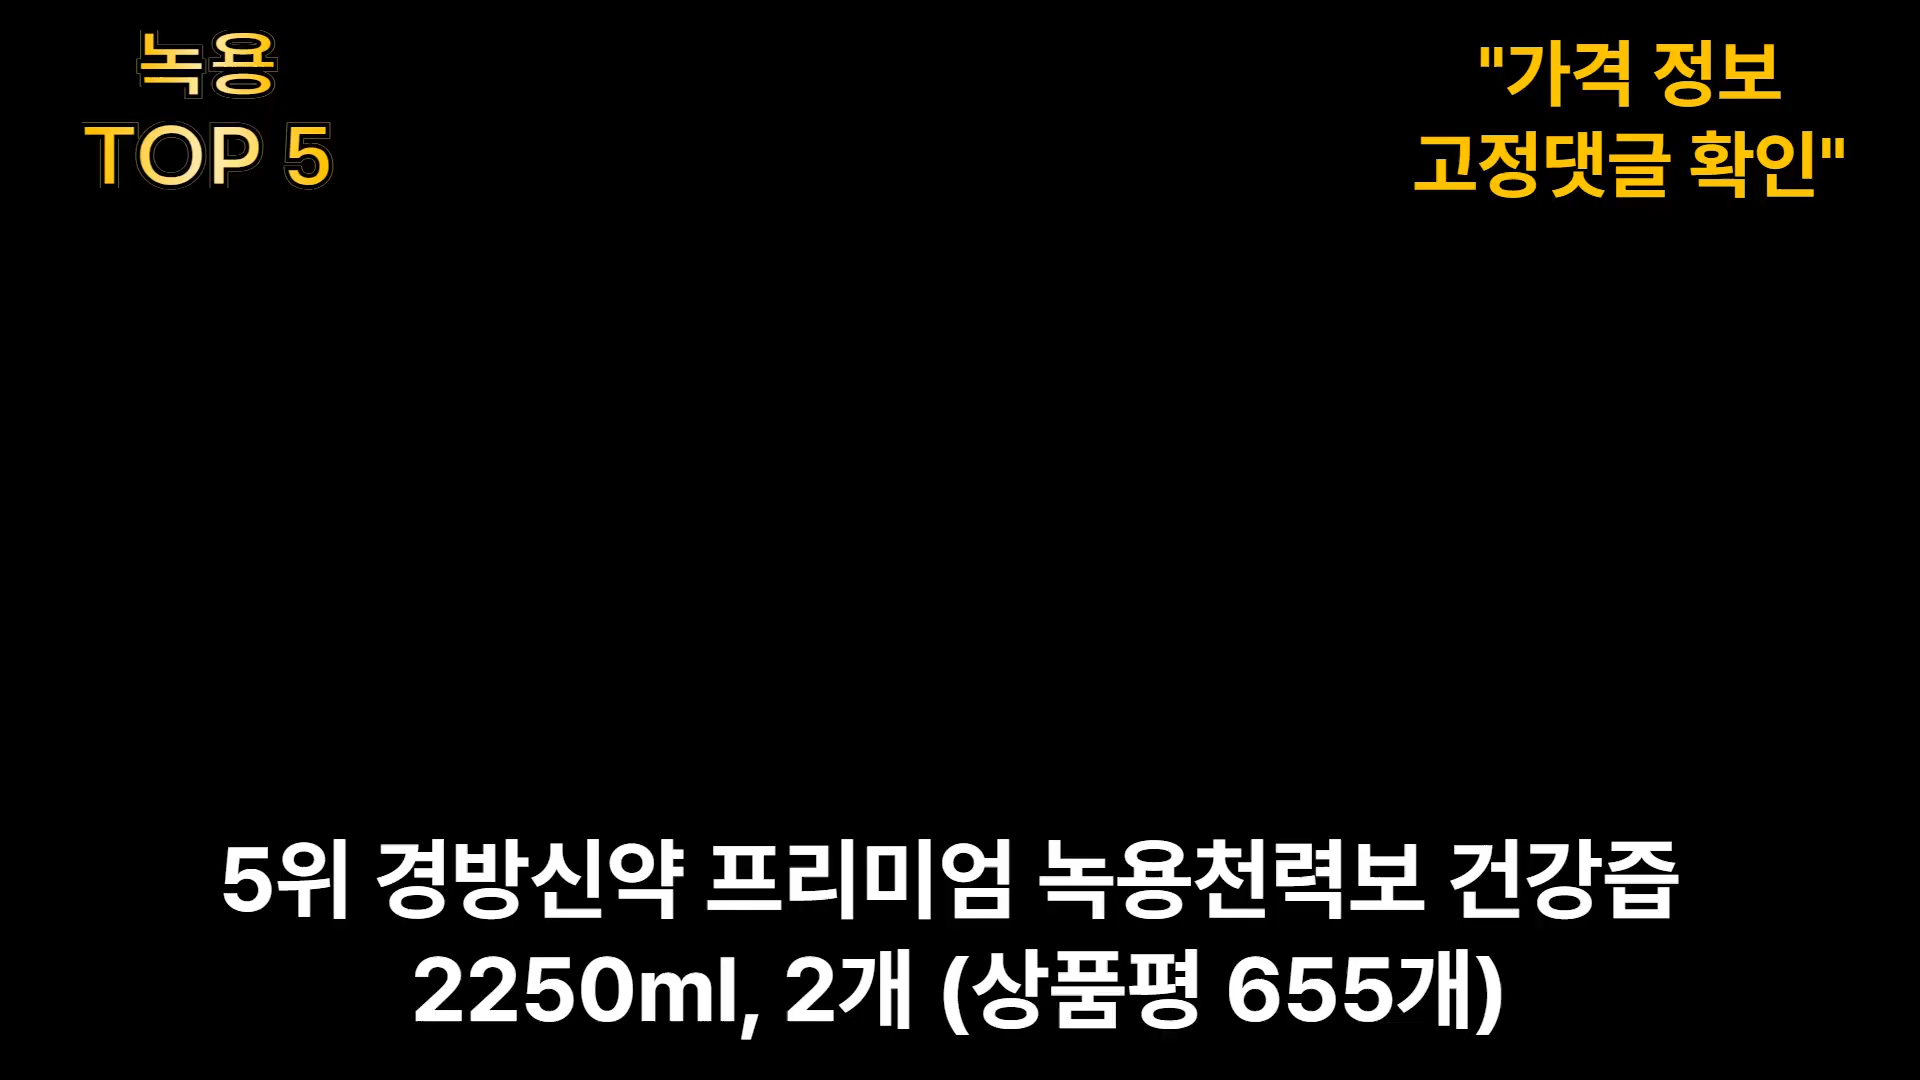 녹용
TOP 5
"가격 정보
고정댓글 확인"
5위 경방신약 프리미엄 녹용천력보 건강즙
2250ml, 2개 (상품평 655개)